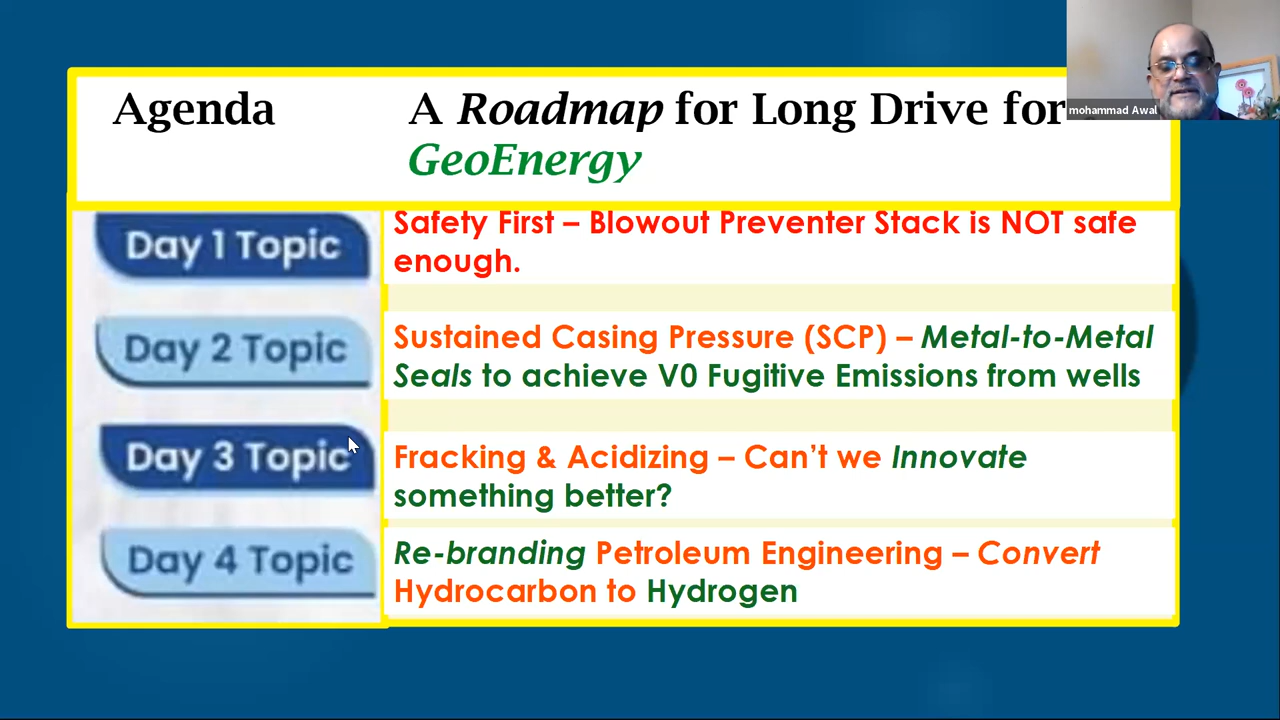 Agenda
A Roadmap for Long Drive for
GeoEnergy
mohammad Awal
Day 1 Topic
Safety First – Blowout Preventer Stack is NOT safe
enough.
Day 2 Topic
Sustained Casing Pressure (SCP) – Metal-to-Metal
Seals to achieve V0 Fugitive Emissions from wells
Day 3 Topic
Fracking & Acidizing – Can’t we Innovate
something better?
Day 4 Topic
Re-branding Petroleum Engineering – Convert
Hydrocarbon to Hydrogen